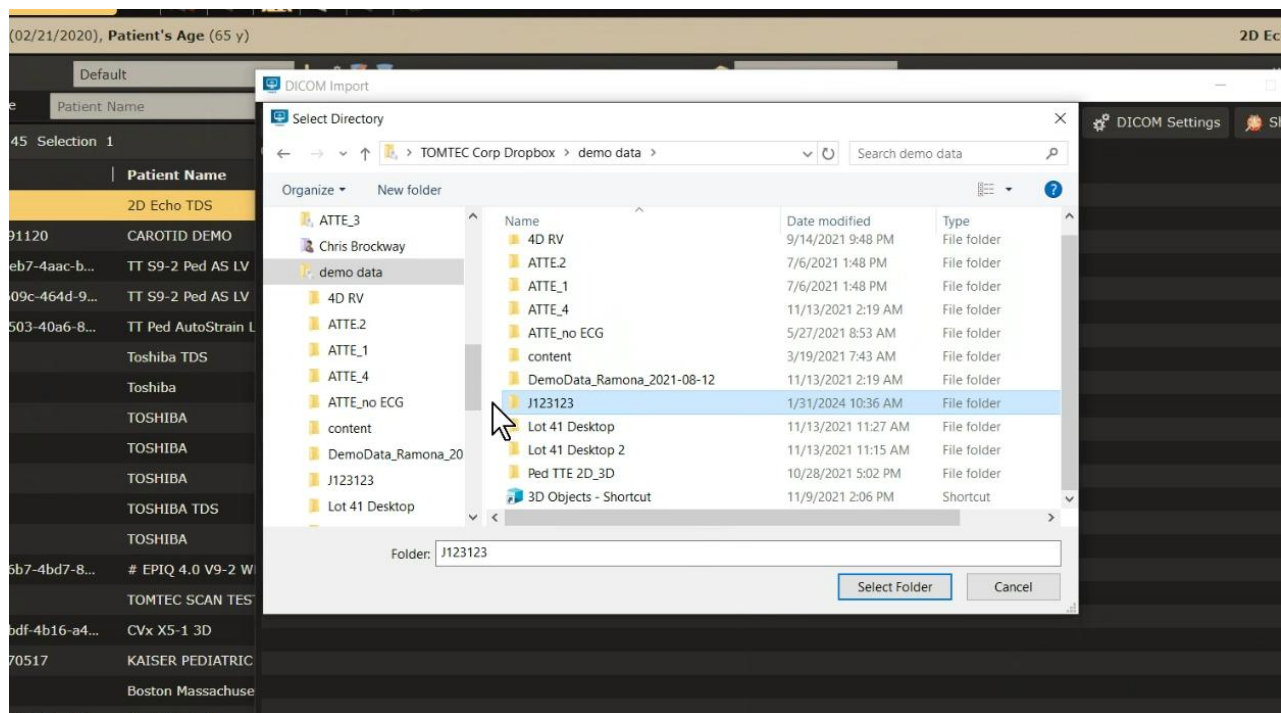 (02/21/2020), Patient's Age (65 y)
2D Ec
Default
DICOM Import
Patient Name
Select Directory
DICOM Settings
45 Selection 1
TOMTEC Corp Dropbox > demo data >
Search demo data
Patient Name
Organize
New folder
2D Echo TDS
ATTE_3
Name
Date modified
Type
91120
CAROTID DEMO
Chris Brockway
4D RV
9/14/2021 9:48 PM
File folder
demo data
ATTE.2
7/6/2021 1:48 PM
File folder
eb7-4aac-b...
TT S9-2 Ped AS LV
4D RV
ATTE_1
7/6/2021 1:48 PM
File folder
09c-464d-9...
TT S9-2 Ped AS LV
ATTE.2
ATTE_4
11/13/2021 2:19 AM
File folder
503-40a6-8...
TT Ped AutoStrain L
ATTE_no ECG
5/27/2021 8:53 AM
File folder
ATTE_1
content
3/19/2021 7:43 AM
File folder
Toshiba TDS
ATTE_4
DemoData_Ramona_2021-08-12
11/13/2021 2:19 AM
File folder
Toshiba
ATTE_no ECG
J123123
1/31/2024 10:36 AM
File folder
TOSHIBA
content
Lot 41 Desktop
11/13/2021 11:27 AM
File folder
TOSHIBA
DemoData_Ramona_20
Lot 41 Desktop 2
11/13/2021 11:15 AM
File folder
TOSHIBA
J123123
Ped TTE 2D_3D
10/28/2021 5:02 PM
File folder
TOSHIBA TDS
Lot 41 Desktop
3D Objects - Shortcut
11/9/2021 2:06 PM
Shortcut
TOSHIBA
Folder: J123123
6b7-4bd7-8...
# EPIQ 4.0 V9-2 W
Select Folder
Cancel
TOMTEC SCAN TES
bdf-4b16-a4...
CVx X5-1 3D
70517
KAISER PEDIATRIC
Boston Massachuse